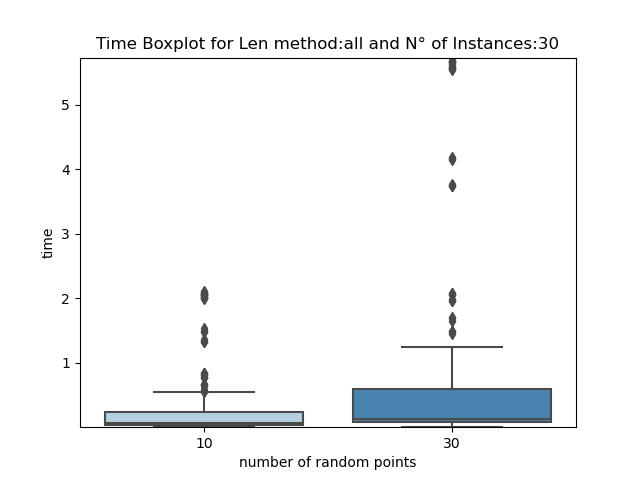 Time Boxplot for Len method:all and N° of Instances:30
5
4
3
2
1
time
10
30
number of random points